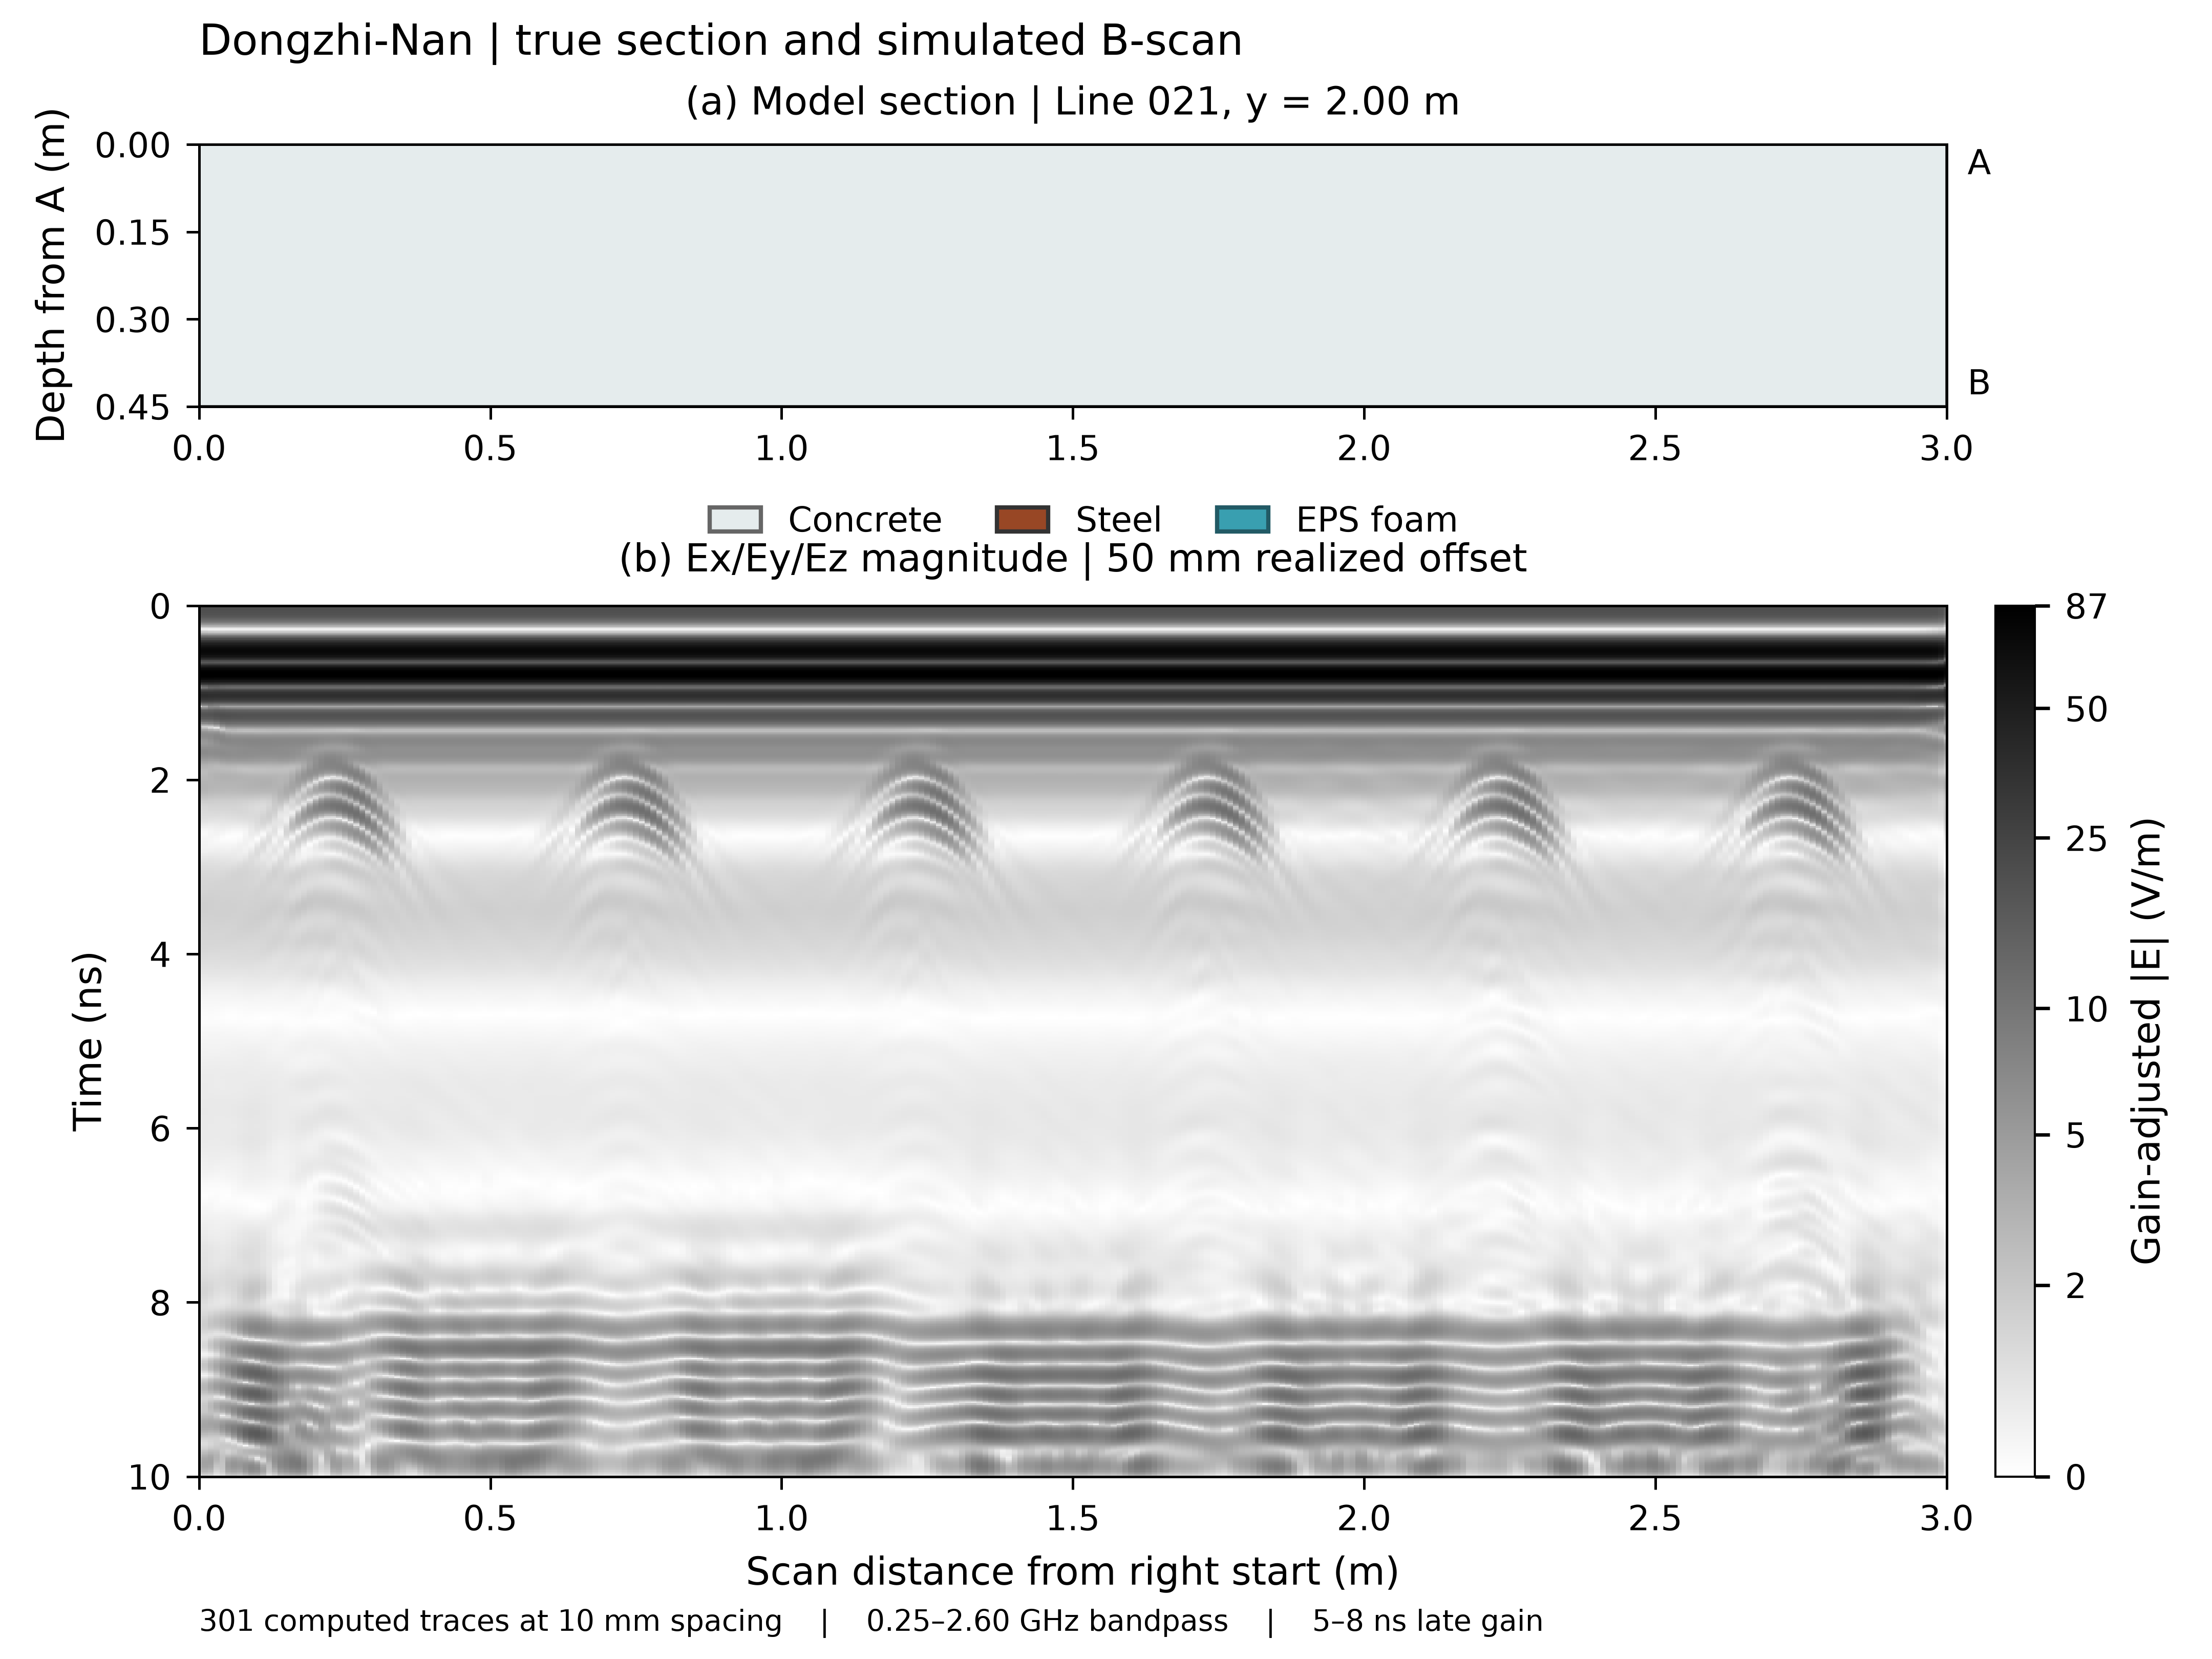 Dongzhi-Nan | true section and simulated B-scan
(a) Model section | Line 021, y = 2.00 m
Depth from A (m)
0.00
0.15
0.30
0.45
A
B
0.0 0.5 1.0 1.5 2.0 2.5 3.0
Concrete Steel EPS foam
(b) Ex/Ey/Ez magnitude | 50 mm realized offset
Time (ns)
0
2
4
6
8
10
0.0 0.5 1.0 1.5 2.0 2.5 3.0
Scan distance from right start (m)
87
50
25
10
5
2
0
Gain-adjusted |E| (V/m)
301 computed traces at 10 mm spacing | 0.25–2.60 GHz bandpass | 5–8 ns late gain